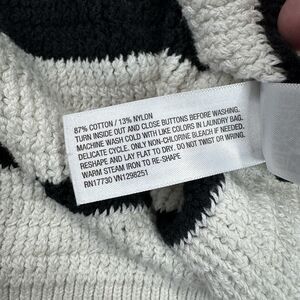 87% COTTON / 13% NYLON
TURN INSIDE OUT AND CLOSE BUTTONS BEFORE WASHING.
MACHINE WASH COLD WITH LIKE COLORS IN LAUNDRY BAG.
DELICATE CYCLE. ONLY NON-CHLORINE BLEACH IF NEEDED.
RESHAPE AND LAY FLAT TO DRY. DO NOT TWIST OR WRING.
WARM STEAM IRON TO RE-SHAPE
RN17730 VN1298251